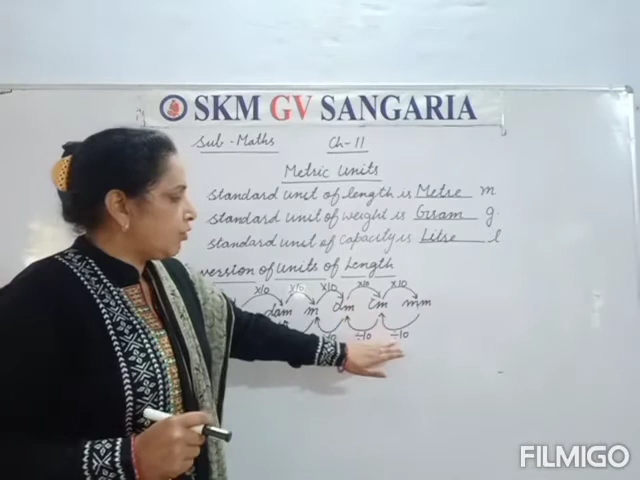 SKM GV SANGARIA
Sub - Maths Ch-11
Metric Units
Standard unit of length is Metre m
Standard unit of weight is Gram g.
Standard unit of Capacity is Litre l
version of Units of Length
x10 x10 x10 x10 x10
dam m dm cm mm
÷10 ÷10
FILMIGO